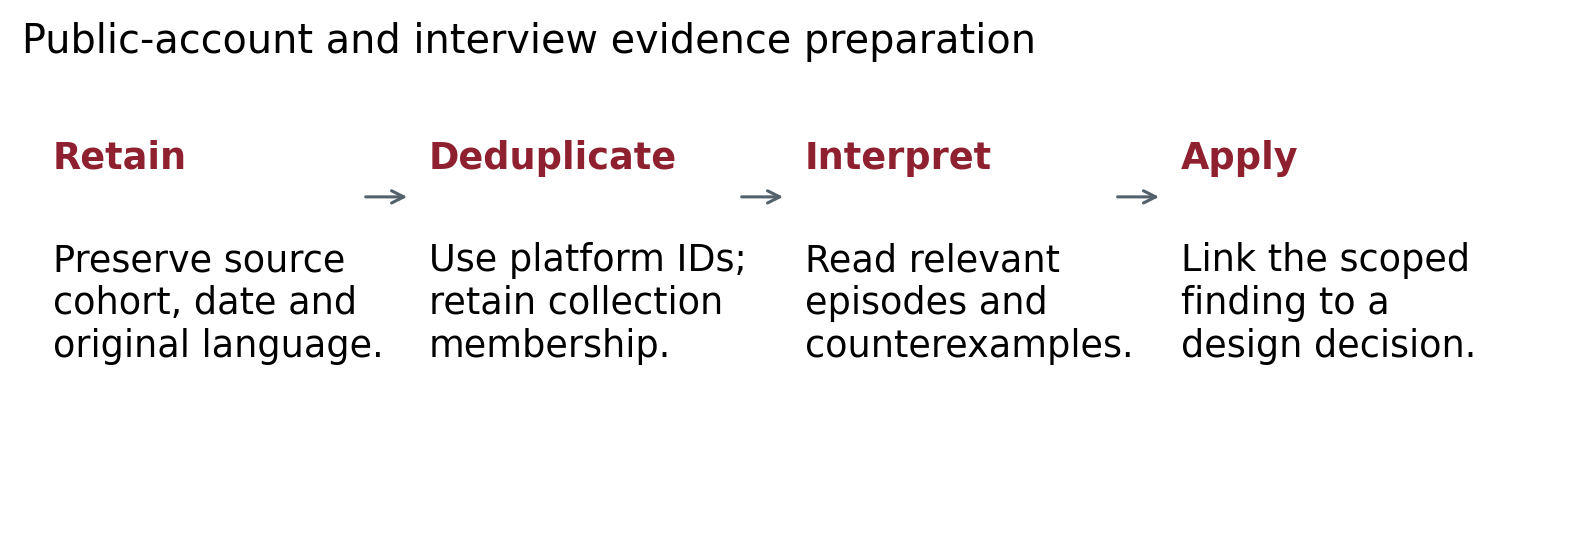 Public-account and interview evidence preparation
Retain
Preserve source
cohort, date and
original language.
Deduplicate
Use platform IDs;
retain collection
membership.
Interpret
Read relevant
episodes and
counterexamples.
Apply
Link the scoped
finding to a
design decision.